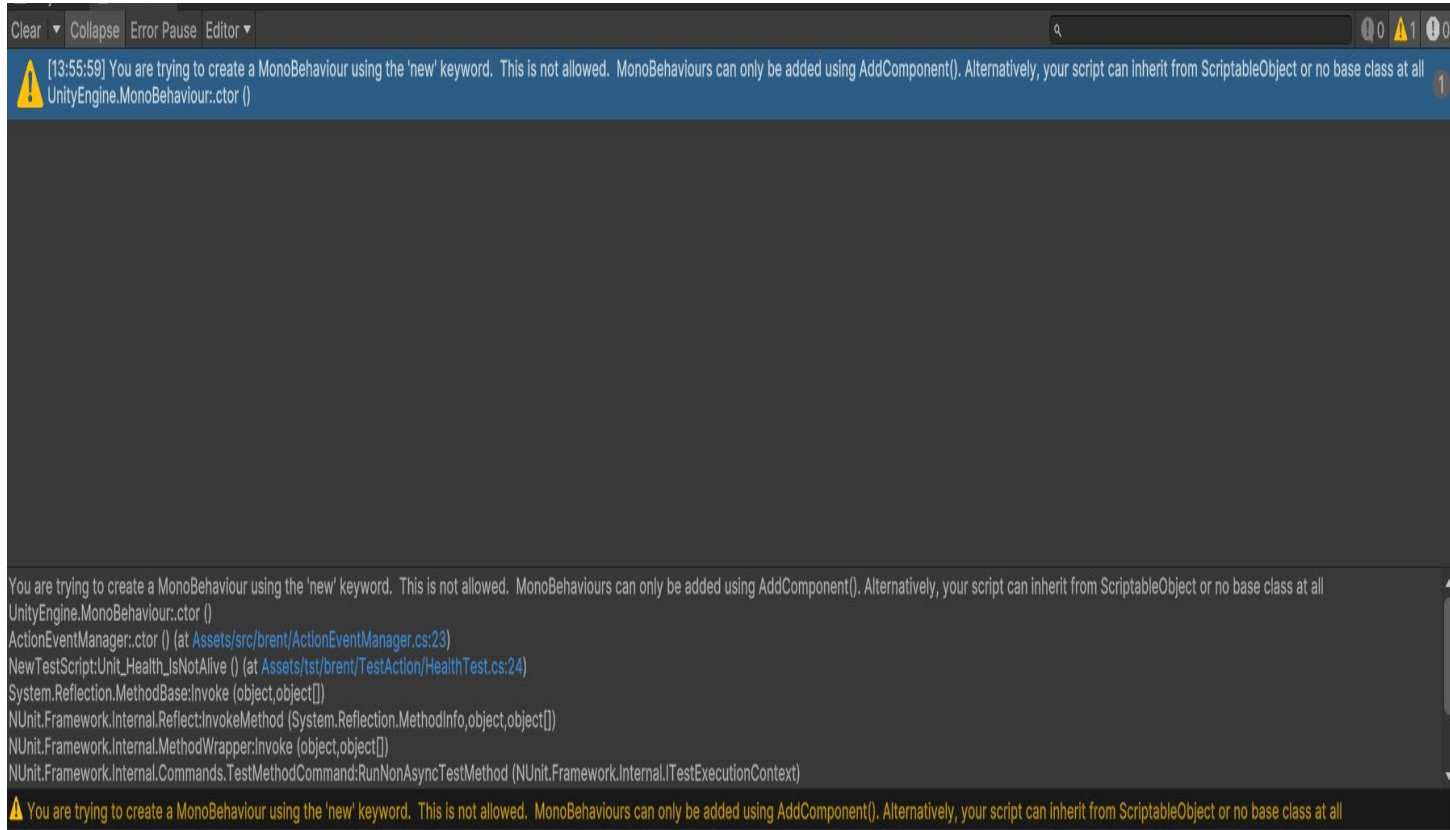 Clear Collapse Error Pause Editor 0 1 0
[13:55:59] You are trying to create a MonoBehaviour using the 'new' keyword.  This is not allowed.  MonoBehaviours can only be added using AddComponent(). Alternatively, your script can inherit from ScriptableObject or no base class at all
UnityEngine.MonoBehaviour:.ctor ()
1
You are trying to create a MonoBehaviour using the 'new' keyword.  This is not allowed.  MonoBehaviours can only be added using AddComponent(). Alternatively, your script can inherit from ScriptableObject or no base class at all
UnityEngine.MonoBehaviour:.ctor ()
ActionEventManager:.ctor () (at Assets/src/brent/ActionEventManager.cs:23)
NewTestScript:Unit_Health_IsNotAlive () (at Assets/tst/brent/TestAction/HealthTest.cs:24)
System.Reflection.MethodBase:Invoke (object,object[])
NUnit.Framework.Internal.Reflect:InvokeMethod (System.Reflection.MethodInfo,object,object[])
NUnit.Framework.Internal.MethodWrapper:Invoke (object,object[])
NUnit.Framework.Internal.Commands.TestMethodCommand:RunNonAsyncTestMethod (NUnit.Framework.Internal.ITestExecutionContext)
You are trying to create a MonoBehaviour using the 'new' keyword.  This is not allowed.  MonoBehaviours can only be added using AddComponent(). Alternatively, your script can inherit from ScriptableObject or no base class at all